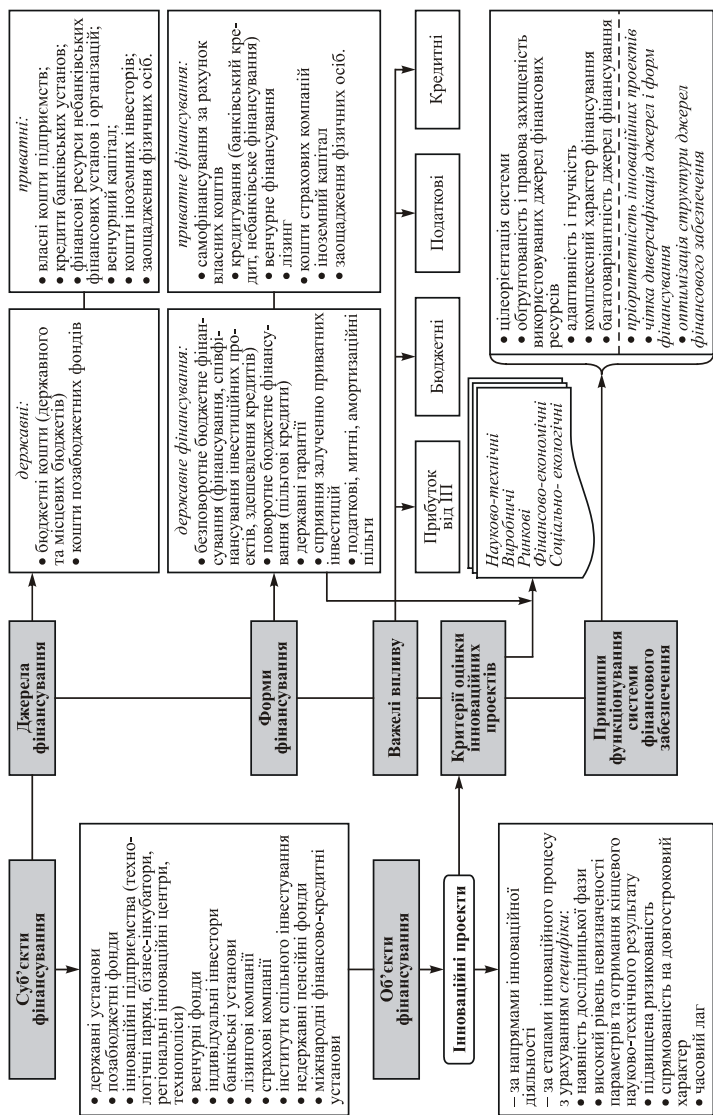 Суб’єкти
фінансування
• державні установи
• позабюджетні фонди
• інноваційні підприємства (техно-
логічні парки, бізнес-інкубатори,
регіональні інноваційні центри,
технополіси)
• венчурні фонди
• індивідуальні інвестори
• банківські установи
• лізингові компанії
• страхові компанії
• інститути спільного інвестування
• недержавні пенсійні фонди
• міжнародні фінансово-кредитні
установи
Об’єкти
фінансування
Інноваційні проекти
– за напрямами інноваційної
діяльності
– за етапами інноваційного процесу
з урахуванням специфіки:
• наявність дослідницької фази
• високий рівень невизначеності
параметрів та отримання кінцевого
науково-технічного результату
• підвищена ризикованість
• спрямованість на довгостроковий
характер
• часовий лаг
Джерела
фінансування
державні:
• бюджетні кошти (державного
та місцевих бюджетів)
• кошти позабюджетних фондів
приватні:
• власні кошти підприємств;
• кредити банківських установ;
• фінансові ресурси небанківських
фінансових установ і організацій;
• венчурний капітал;
• кошти іноземних інвесторів;
• заощадження фізичних осіб.
Форми
фінансування
державне фінансування:
• безповоротне бюджетне фінан-
сування (фінансування, співфі-
нансування інвестиційних про-
ектів, здешевлення кредитів)
• поворотне бюджетне фінансу-
вання (пільгові кредити)
• державні гарантії
• сприяння залученню приватних
інвестицій
• податкові, митні, амортизаційні
пільги
приватне фінансування:
• самофінансування за рахунок
власних коштів
• кредитування (банківський кре-
дит, небанківське фінансування)
• венчурне фінансування
• лізинг
• кошти страхових компаній
• іноземний капітал
• заощадження фізичних осіб.
Важелі впливу
Прибуток
від ІП
Бюджетні
Податкові
Кредитні
Критерії оцінки
інноваційних
проектів
Науково-технічні
Виробничі
Ринкові
Фінансово-економічні
Соціально- екологічні
Принципи
функціонування
системи
фінансового
забезпечення
• цілеорієнтація системи
• обґрунтованість і правова захищеність
використовуваних джерел фінансових
ресурсів
• адаптивність і гнучкість
• комплексний характер фінансування
• багатоваріантність джерел фінансування
• пріоритетність інноваційних проектів
• чітка диверсифікація джерел і форм
фінансування
• оптимізація структури джерел
фінансового забезпечення